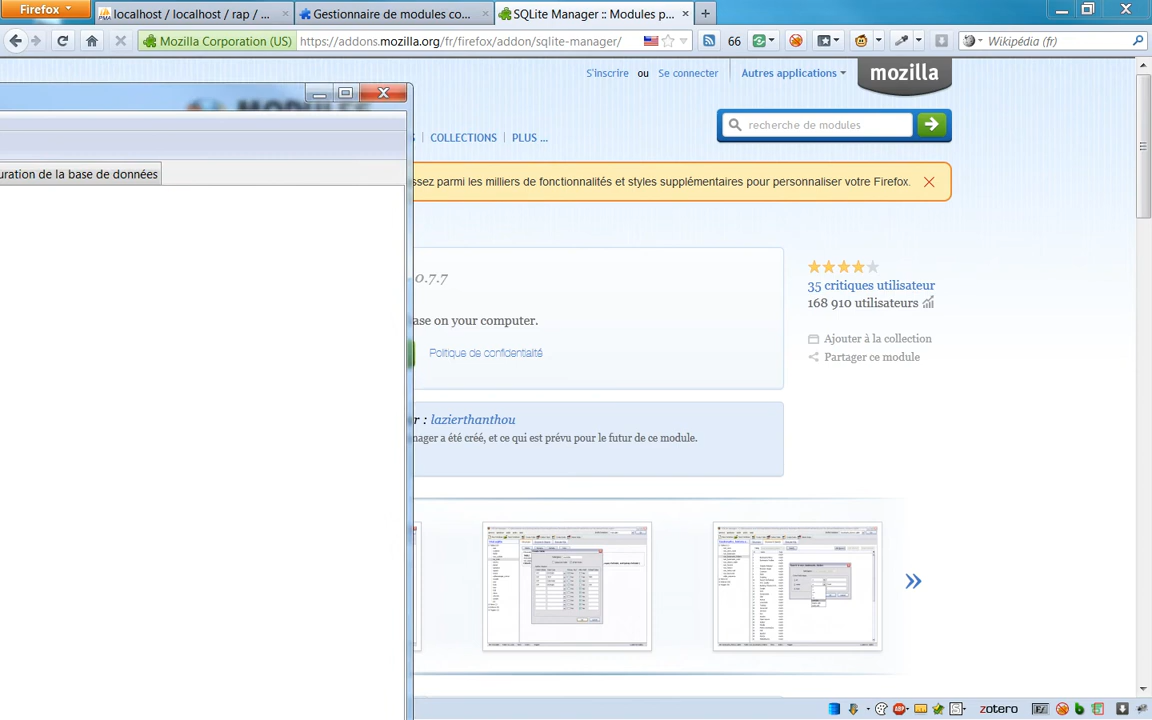 Firefox
localhost / localhost / rap / ...
Gestionnaire de modules co...
SQLite Manager :: Modules p...
Mozilla Corporation (US)
https://addons.mozilla.org/fr/firefox/addon/sqlite-manager/
66
Wikipédia (fr)
S'inscrire ou Se connecter
Autres applications
mozilla
COLLECTIONS
PLUS ...
recherche de modules
uration de la base de données
ssez parmi les milliers de fonctionnalités et styles supplémentaires pour personnaliser votre Firefox.
0.7.7
35 critiques utilisateur
168 910 utilisateurs
ase on your computer.
Ajouter à la collection
Politique de confidentialité
Partager ce module
r : lazierthanthou
nager a été créé, et ce qui est prévu pour le futur de ce module.
»
ABP
zotero